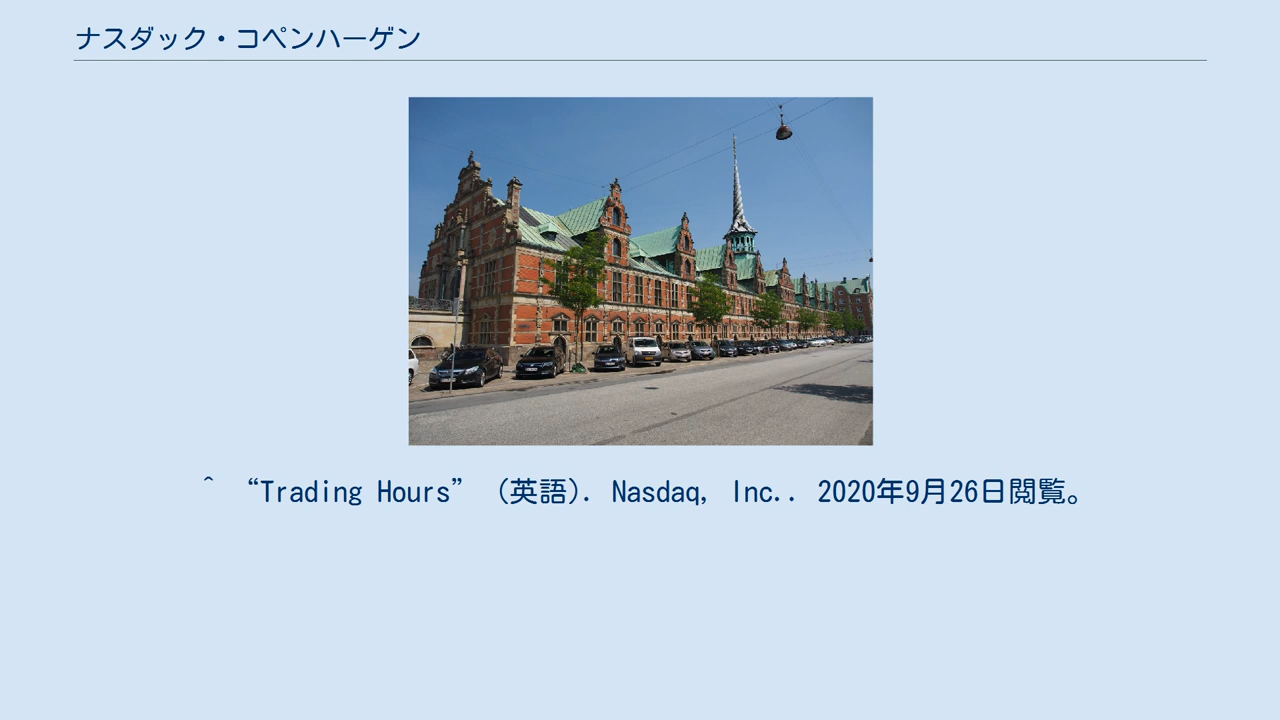 ナスダック・コペンハーゲン
^ “Trading Hours” (英語). Nasdaq, Inc.. 2020年9月26日閲覧。